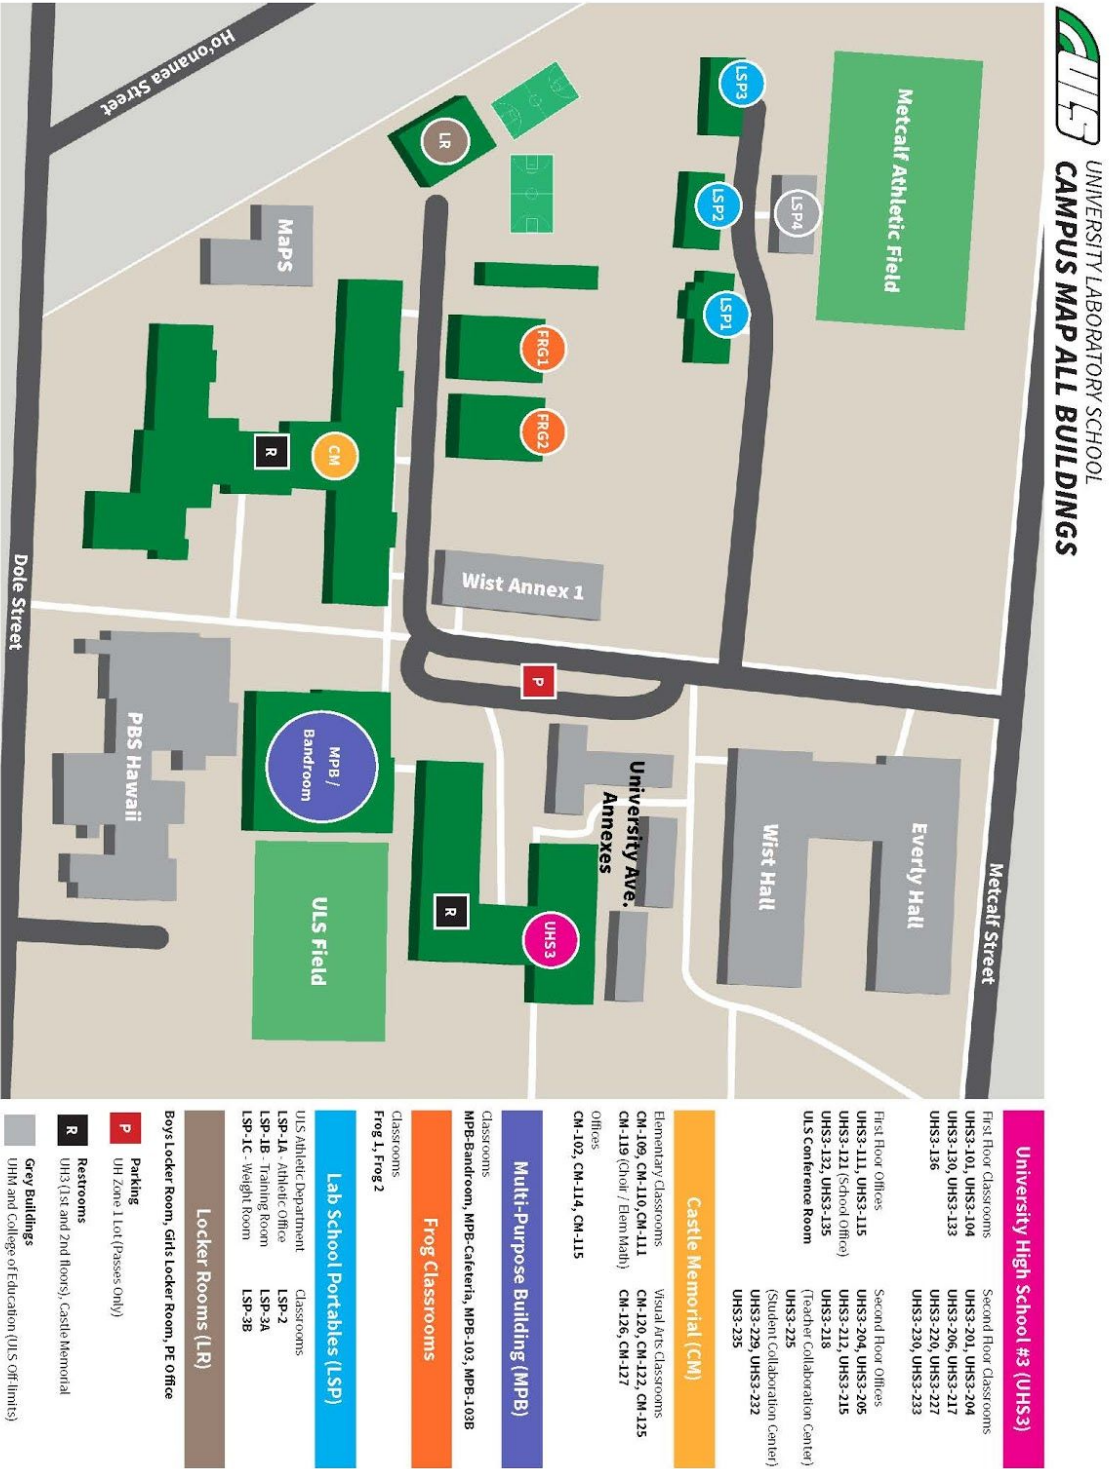 ULS
UNIVERSITY LABORATORY SCHOOL
CAMPUS MAP ALL BUILDINGS
Metcalf Street
Metcalf Athletic Field
Everly Hall
LSP4
Wist Hall
LSP3
LSP2
LSP1
University Ave.
Annexes
P
Wist Annex 1
FRG1
FRG2
UHS3
R
LR
CM
R
MPB /
Bandroom
ULS Field
MaPS
PBS Hawaii
Ho'onanea Street
Dole Street
University High School #3 (UHS3)
First Floor Classrooms
UHS3-101, UHS3-104
UHS3-130, UHS3-133
UHS3-136
Second Floor Classrooms
UHS3-201, UHS3-204
UHS3-206, UHS3-217
UHS3-220, UHS3-227
UHS3-230, UHS3-233
First Floor Offices
UHS3-111, UHS3-115
UHS3-121 (School Office)
UHS3-132, UHS3-135
ULS Conference Room
Second Floor Offices
UHS3-204, UHS3-205
UHS3-212, UHS3-215
UHS3-218
(Teacher Collaboration Center)
UHS3-225
(Student Collaboration Center)
UHS3-229, UHS3-232
UHS3-235
Castle Memorial (CM)
Elementary Classrooms
CM-109, CM-110,CM-111
CM-119 (Choir / Elem Math)
Visual Arts Classrooms
CM-120, CM-122, CM-125
CM-126, CM-127
Offices
CM-102, CM-114, CM-115
Multi-Purpose Building (MPB)
Classrooms
MPB-Bandroom, MPB-Cafeteria, MPB-103, MPB-103B
Frog Classrooms
Classrooms
Frog 1, Frog 2
Lab School Portables (LSP)
ULS Athletic Department
LSP-1A - Athletic Office
LSP-1B - Training Room
LSP-1C - Weight Room
Classrooms
LSP-2
LSP-3A
LSP-3B
Locker Rooms (LR)
Boys Locker Room, Girls Locker Room, PE Office
P
Parking
UH Zone 1 Lot (Passes Only)
R
Restrooms
UH3 (1st and 2nd floors), Castle Memorial
Grey Buildings
UHM and College of Education (ULS Off-limits)